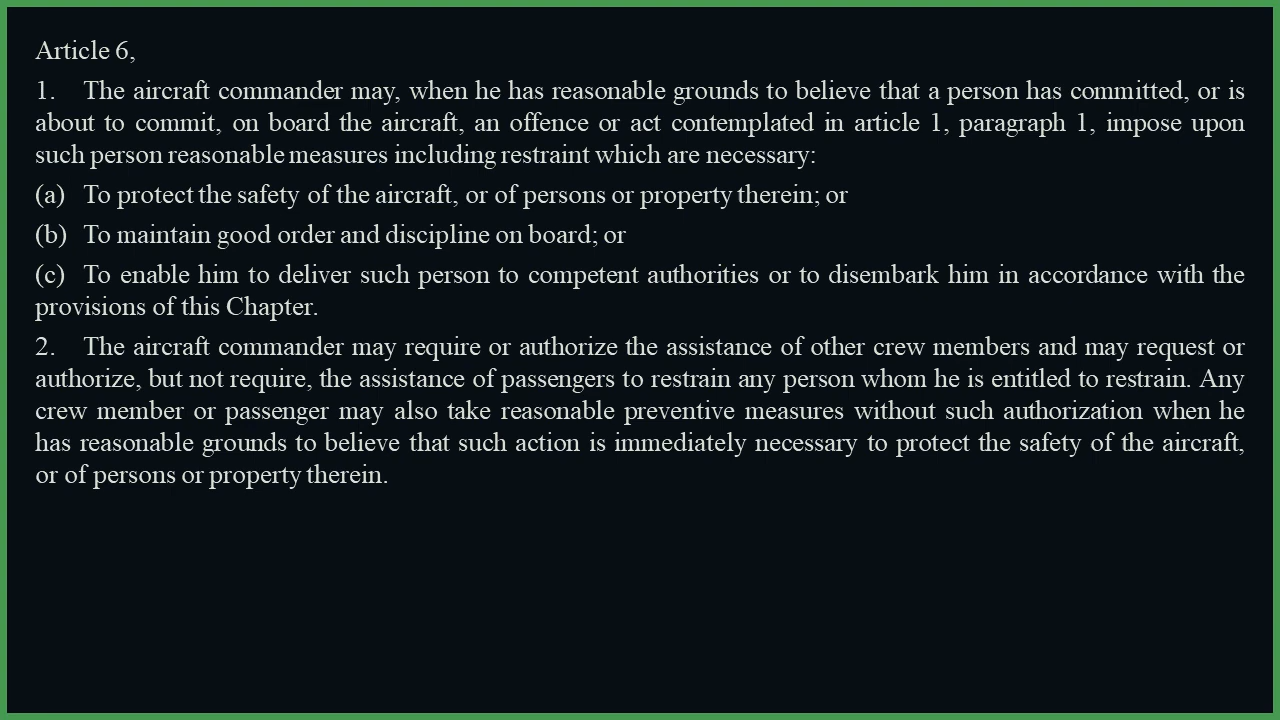 Article 6,
1. The aircraft commander may, when he has reasonable grounds to believe that a person has committed, or is
about to commit, on board the aircraft, an offence or act contemplated in article 1, paragraph 1, impose upon
such person reasonable measures including restraint which are necessary:
(a) To protect the safety of the aircraft, or of persons or property therein; or
(b) To maintain good order and discipline on board; or
(c) To enable him to deliver such person to competent authorities or to disembark him in accordance with the
provisions of this Chapter.
2. The aircraft commander may require or authorize the assistance of other crew members and may request or
authorize, but not require, the assistance of passengers to restrain any person whom he is entitled to restrain. Any
crew member or passenger may also take reasonable preventive measures without such authorization when he
has reasonable grounds to believe that such action is immediately necessary to protect the safety of the aircraft,
or of persons or property therein.